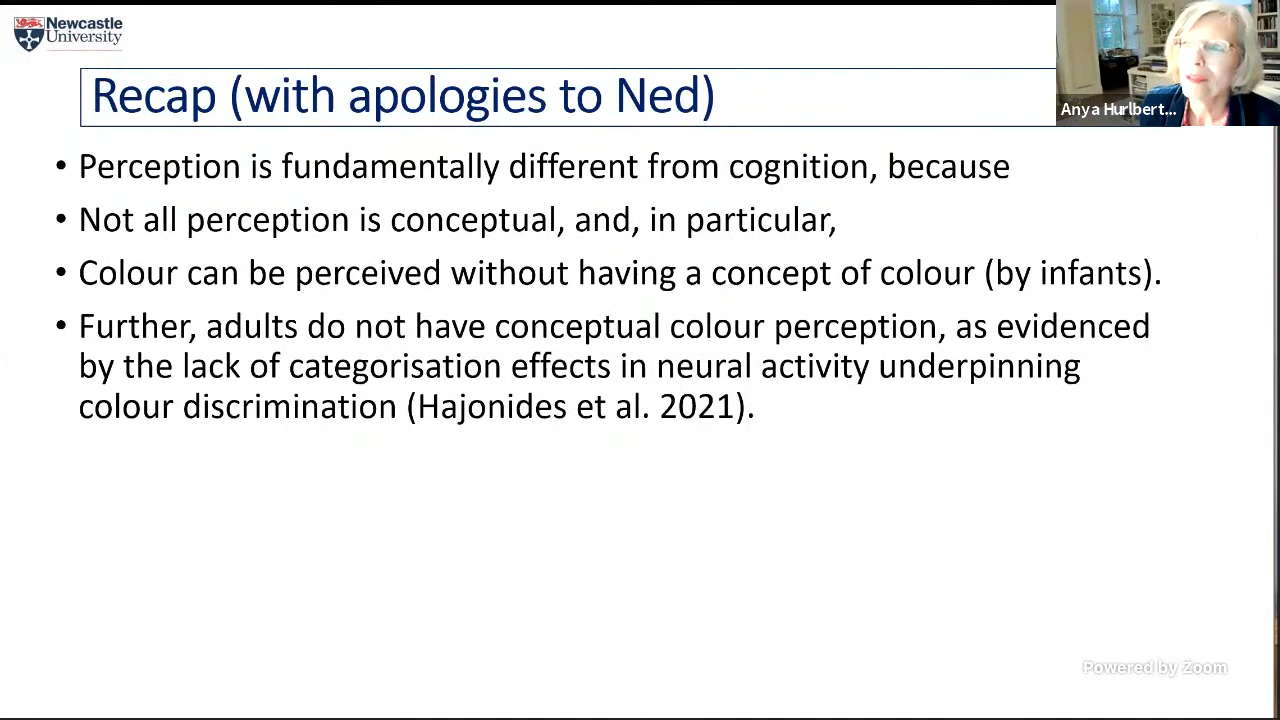 Newcastle
University
Anya Hurlbert...
Recap (with apologies to Ned)
• Perception is fundamentally different from cognition, because
• Not all perception is conceptual, and, in particular,
• Colour can be perceived without having a concept of colour (by infants).
• Further, adults do not have conceptual colour perception, as evidenced
by the lack of categorisation effects in neural activity underpinning
colour discrimination (Hajonides et al. 2021).
Powered by Zoom